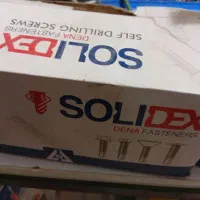 SOLIDEX
DENA FASTENERS
SELF DRILLING SCREWS
SOLIDEX
DENA FASTENERS